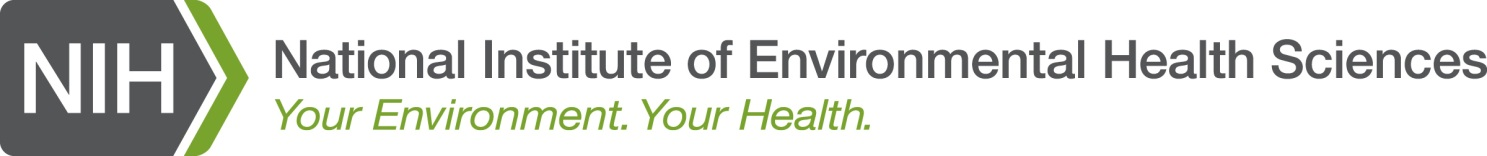 NIH
National Institute of Environmental Health Sciences
Your Environment. Your Health.